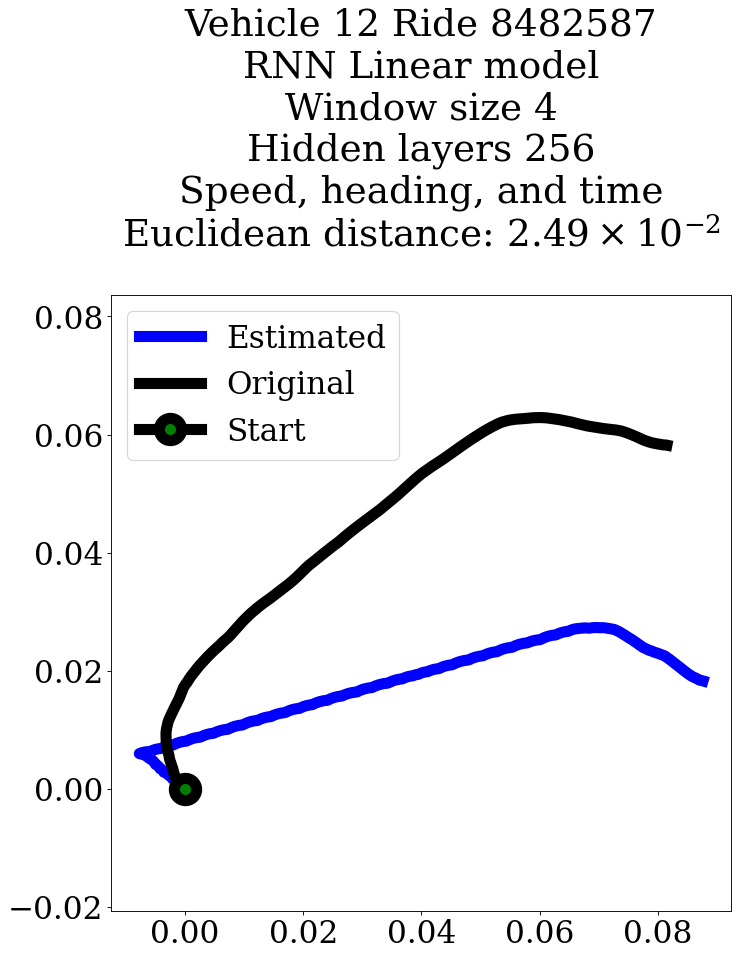 Vehicle 12 Ride 8482587
RNN Linear model
Window size 4
Hidden layers 256
Speed, heading, and time
Euclidean distance: 2.49 × 10⁻²
Estimated
Original
Start
0.08
0.06
0.04
0.02
0.00
−0.02
0.00 0.02 0.04 0.06 0.08